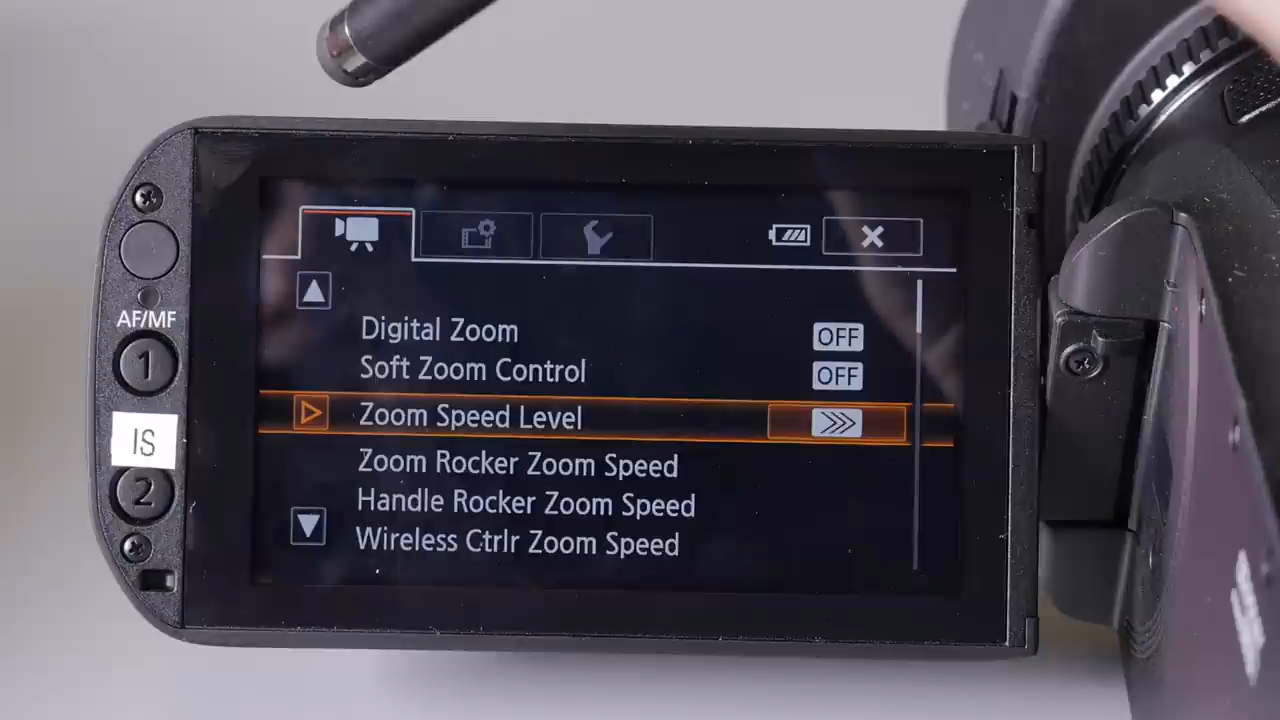 Digital Zoom OFF
Soft Zoom Control OFF
Zoom Speed Level >>>
Zoom Rocker Zoom Speed
Handle Rocker Zoom Speed
Wireless Ctrlr Zoom Speed
AF/MF
1
IS
2